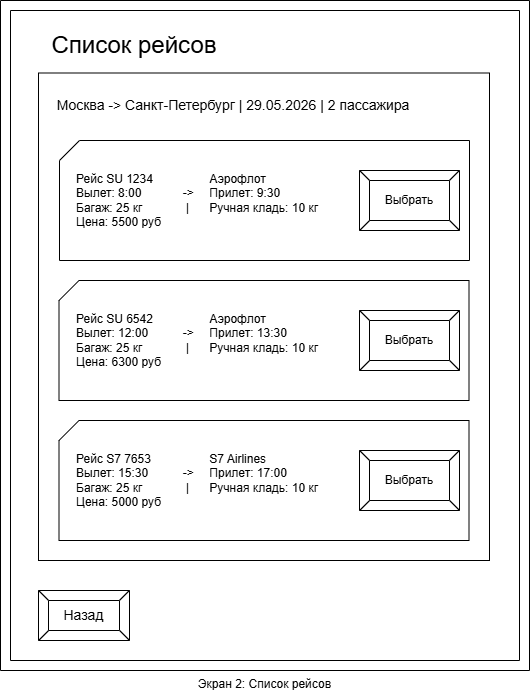 Список рейсов
Москва -> Санкт-Петербург | 29.05.2026 | 2 пассажира
Рейс SU 1234 Аэрофлот
Вылет: 8:00 -> Прилет: 9:30
Багаж: 25 кг | Ручная кладь: 10 кг
Цена: 5500 руб
Выбрать
Рейс SU 6542 Аэрофлот
Вылет: 12:00 -> Прилет: 13:30
Багаж: 25 кг | Ручная кладь: 10 кг
Цена: 6300 руб
Выбрать
Рейс S7 7653 S7 Airlines
Вылет: 15:30 -> Прилет: 17:00
Багаж: 25 кг | Ручная кладь: 10 кг
Цена: 5000 руб
Выбрать
Назад
Экран 2: Список рейсов